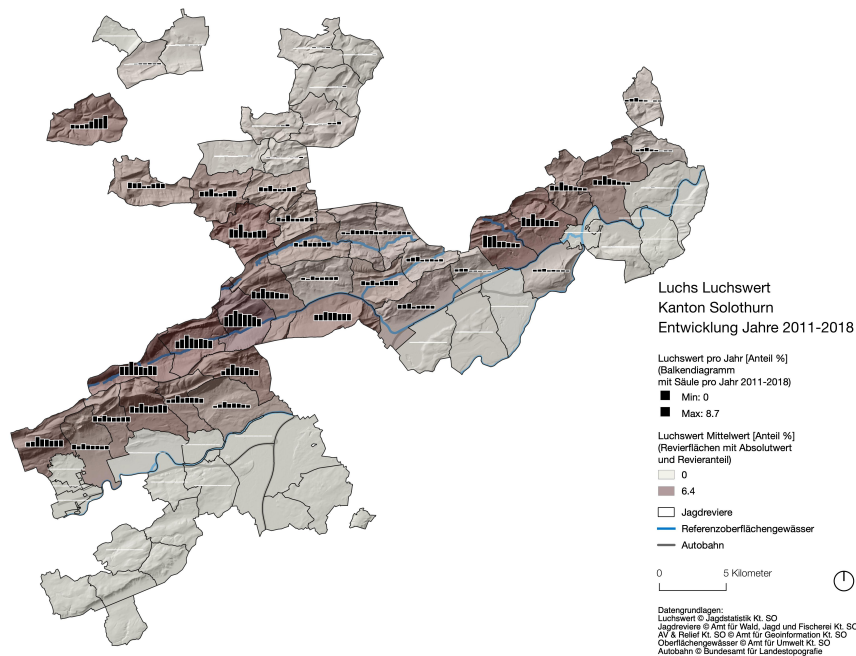 Luchs Luchswert
Kanton Solothurn
Entwicklung Jahre 2011-2018
Luchswert pro Jahr [Anteil %]
(Balkendiagramm
mit Säule pro Jahr 2011-2018)
Min: 0
Max: 8.7
Luchswert Mittelwert [Anteil %]
(Revierflächen mit Absolutwert
und Revieranteil)
0
6.4
Jagdreviere
Referenzoberflächengewässer
Autobahn
0 5 Kilometer
Datengrundlagen:
Luchswert © Jagdstatistik Kt. SO
Jagdreviere © Amt für Wald, Jagd und Fischerei Kt. SO
AV & Relief Kt. SO © Amt für Geoinformation Kt. SO
Oberflächengewässer © Amt für Umwelt Kt. SO
Autobahn © Bundesamt für Landestopografie